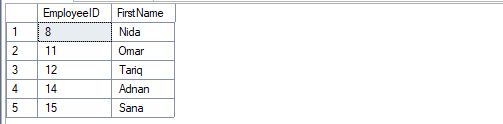 EmployeeID FirstName
1 8 Nida
2 11 Omar
3 12 Tariq
4 14 Adnan
5 15 Sana